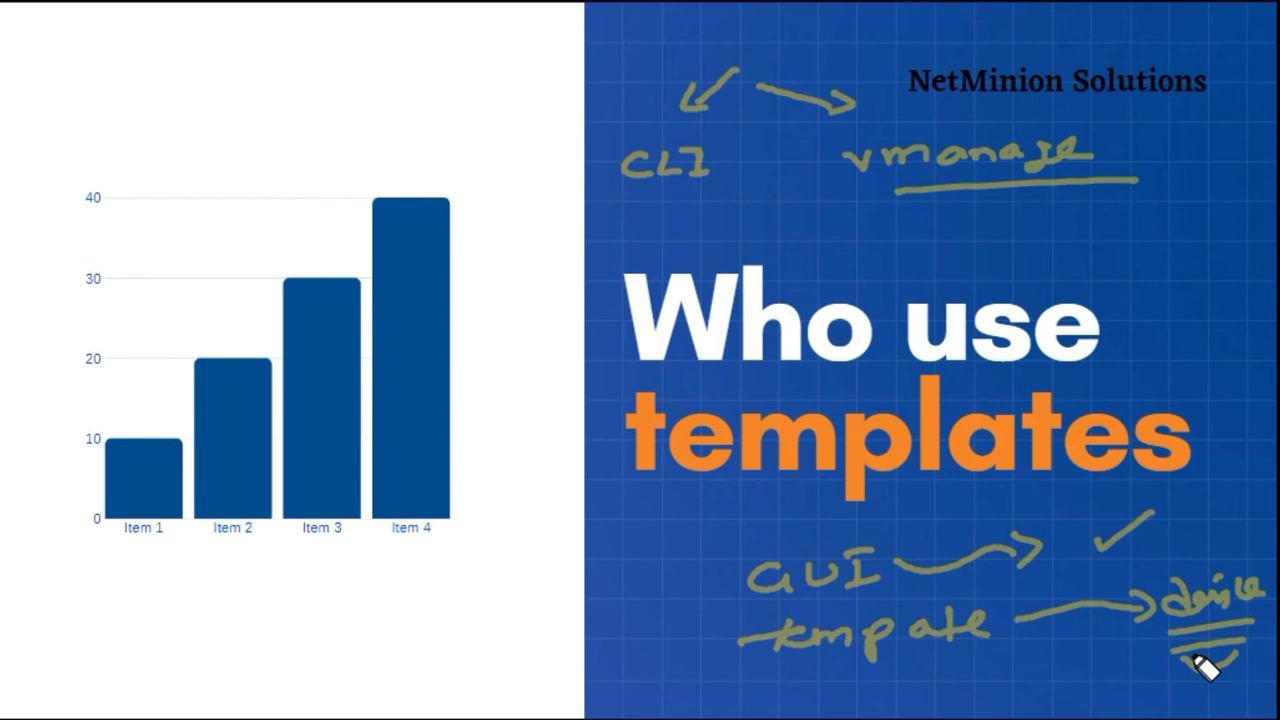 40
30
20
10
0
Item 1 Item 2 Item 3 Item 4
NetMinion Solutions
CLI vmanage
Who use
templates
GUI
tmpate
device